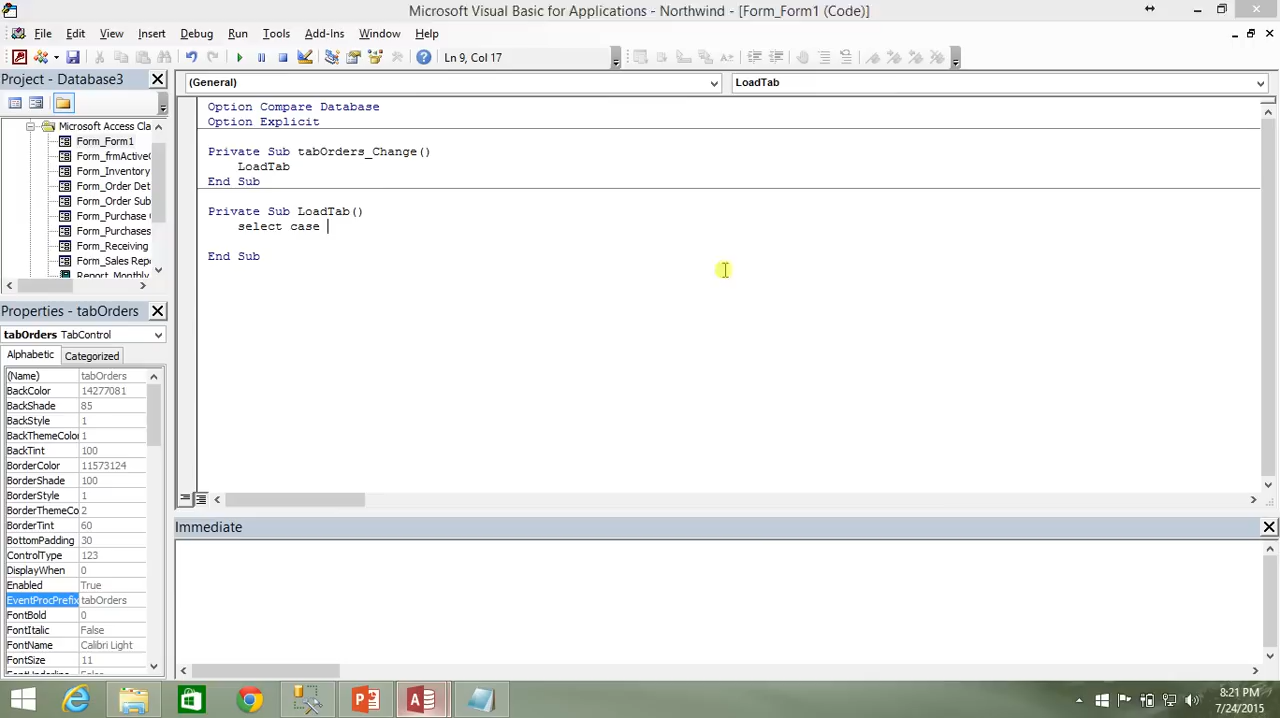 Microsoft Visual Basic for Applications - Northwind - [Form_Form1 (Code)]
File Edit View Insert Format Debug Run Tools Add-Ins Window Help
Ln 9, Col 17
Project - Database3
(General)
LoadTab
Microsoft Access Cla
Form_Form1
Form_frmActiveO
Form_Inventory
Form_Order Det
Form_Order Sub
Form_Purchase
Form_Purchases
Form_Receiving
Form_Sales Repo
Report_Monthly
Option Compare Database
Option Explicit
Private Sub tabOrders_Change()
LoadTab
End Sub
Private Sub LoadTab()
select case
End Sub
Properties - tabOrders
tabOrders TabControl
Alphabetic Categorized
(Name) tabOrders
BackColor 14277081
BackShade 85
BackStyle 1
BackThemeColo 1
BackTint 100
BorderColor 11573124
BorderShade 100
BorderStyle 1
BorderThemeCo 2
BorderTint 60
BottomPadding 30
ControlType 123
DisplayWhen 0
Enabled True
EventProcPrefix tabOrders
FontBold 0
FontItalic False
FontName Calibri Light
FontSize 11
Immediate
8:21 PM
7/24/2015